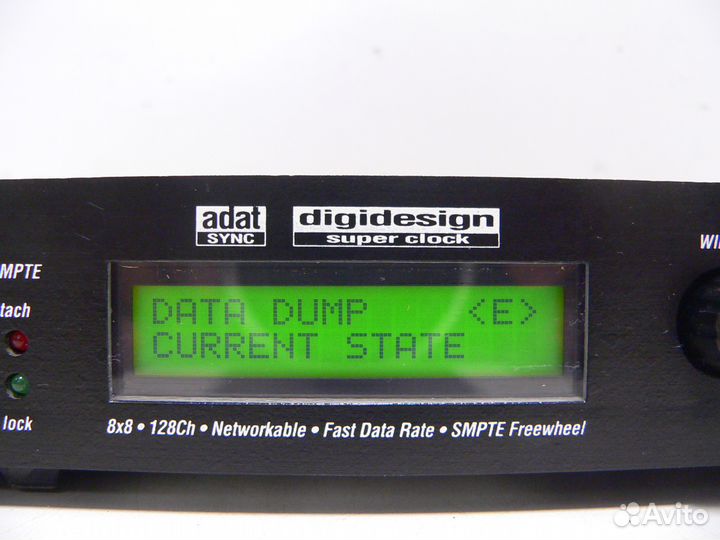 adat
SYNC
digidesign
super clock
MPTE
tach
lock
WI
DATA DUMP <E>
CURRENT STATE
8x8 • 128Ch • Networkable • Fast Data Rate • SMPTE Freewheel
Avito